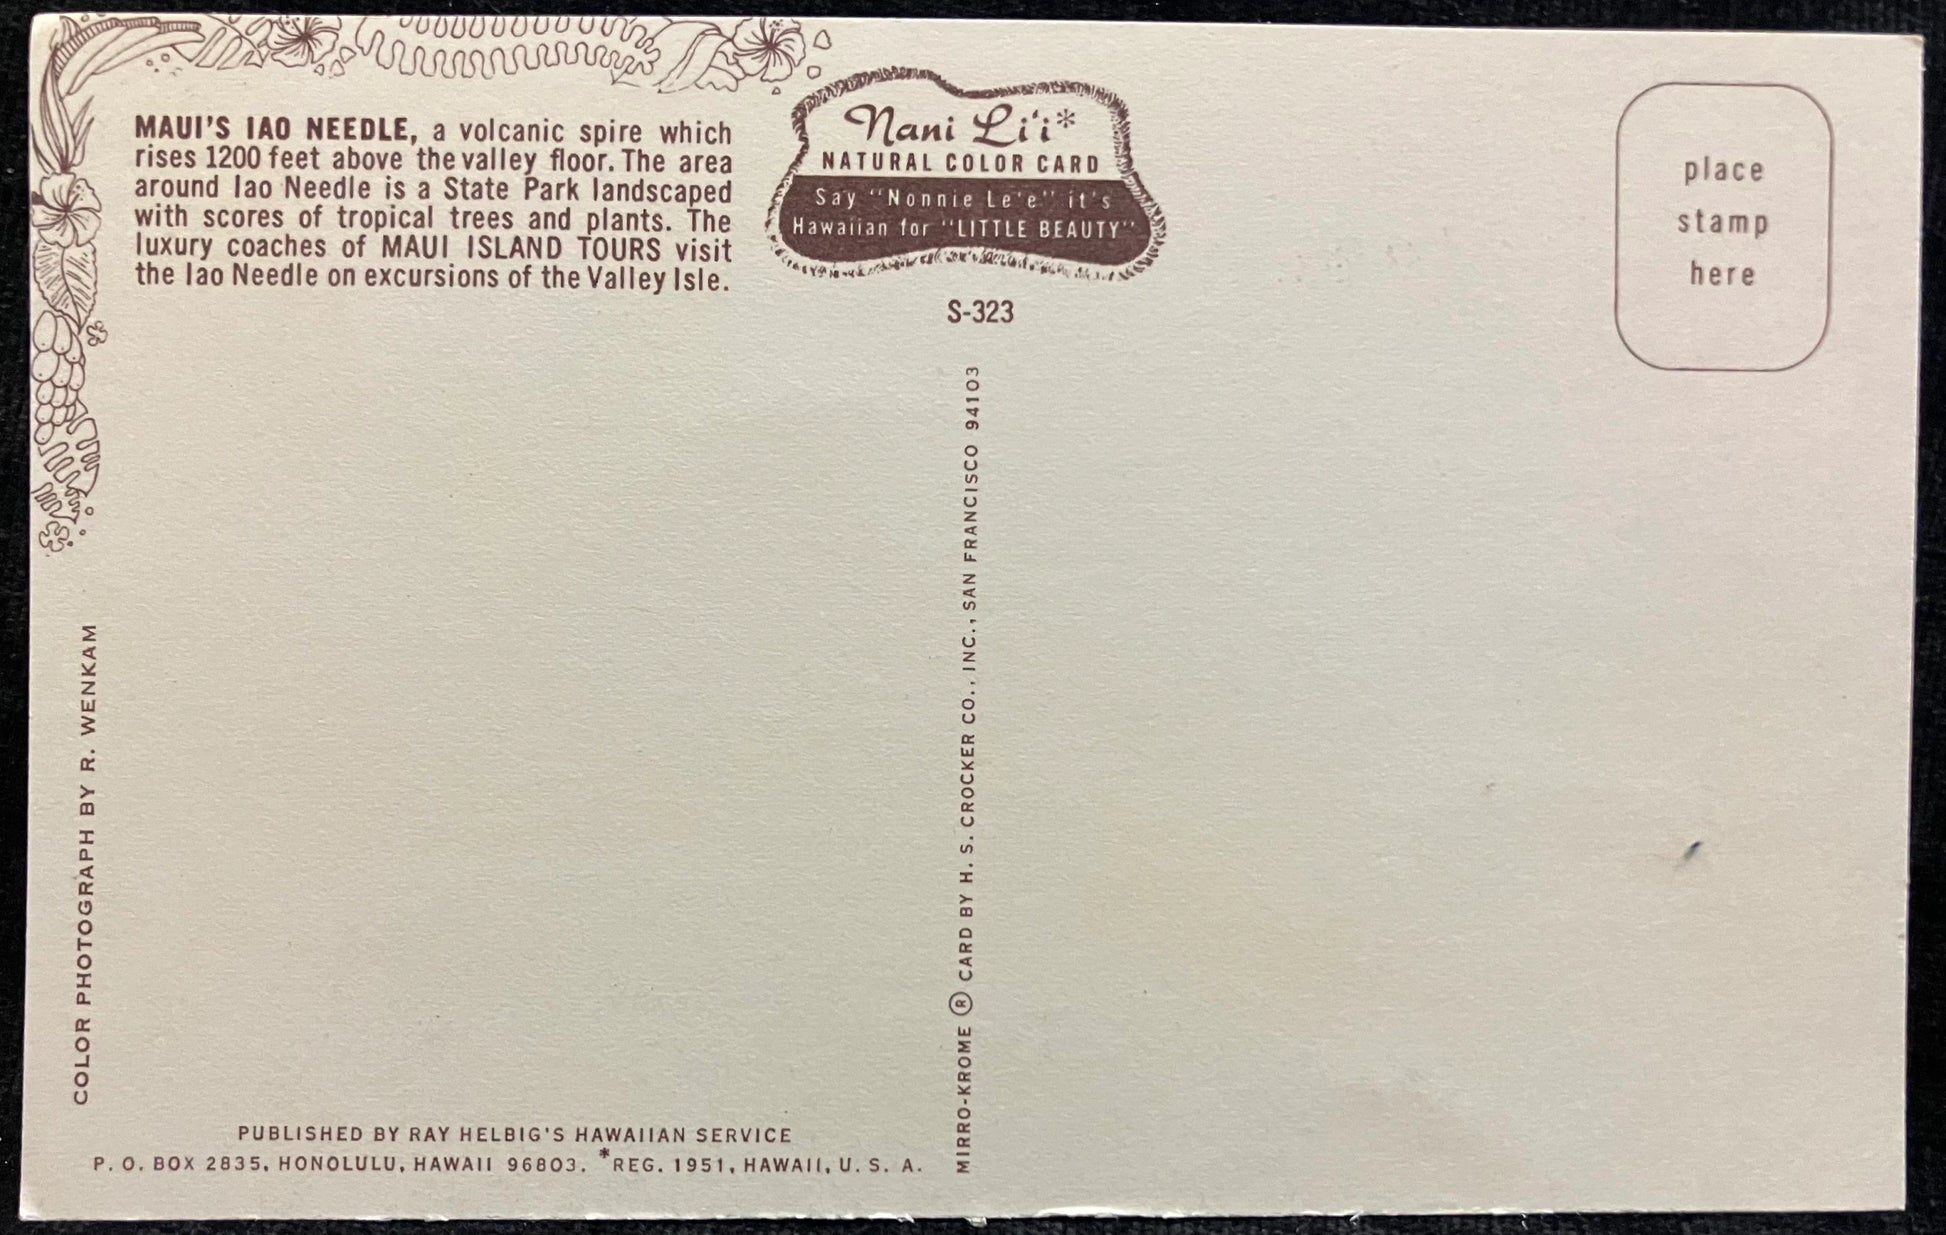 MAUI'S IAO NEEDLE, a volcanic spire which
rises 1200 feet above the valley floor. The area
around Iao Needle is a State Park landscaped
with scores of tropical trees and plants. The
luxury coaches of MAUI ISLAND TOURS visit
the Iao Needle on excursions of the Valley Isle.
Nani Li'i*
NATURAL COLOR CARD
Say "Nonnie Le'e" it's
Hawaiian for "LITTLE BEAUTY"
S-323
place
stamp
here
COLOR PHOTOGRAPH BY R. WENKAM
MIRRO-KROME ® CARD BY H. S. CROCKER CO., INC., SAN FRANCISCO 94103
PUBLISHED BY RAY HELBIG'S HAWAIIAN SERVICE
P. O. BOX 2835, HONOLULU, HAWAII 96803. *REG. 1951, HAWAII, U. S. A.